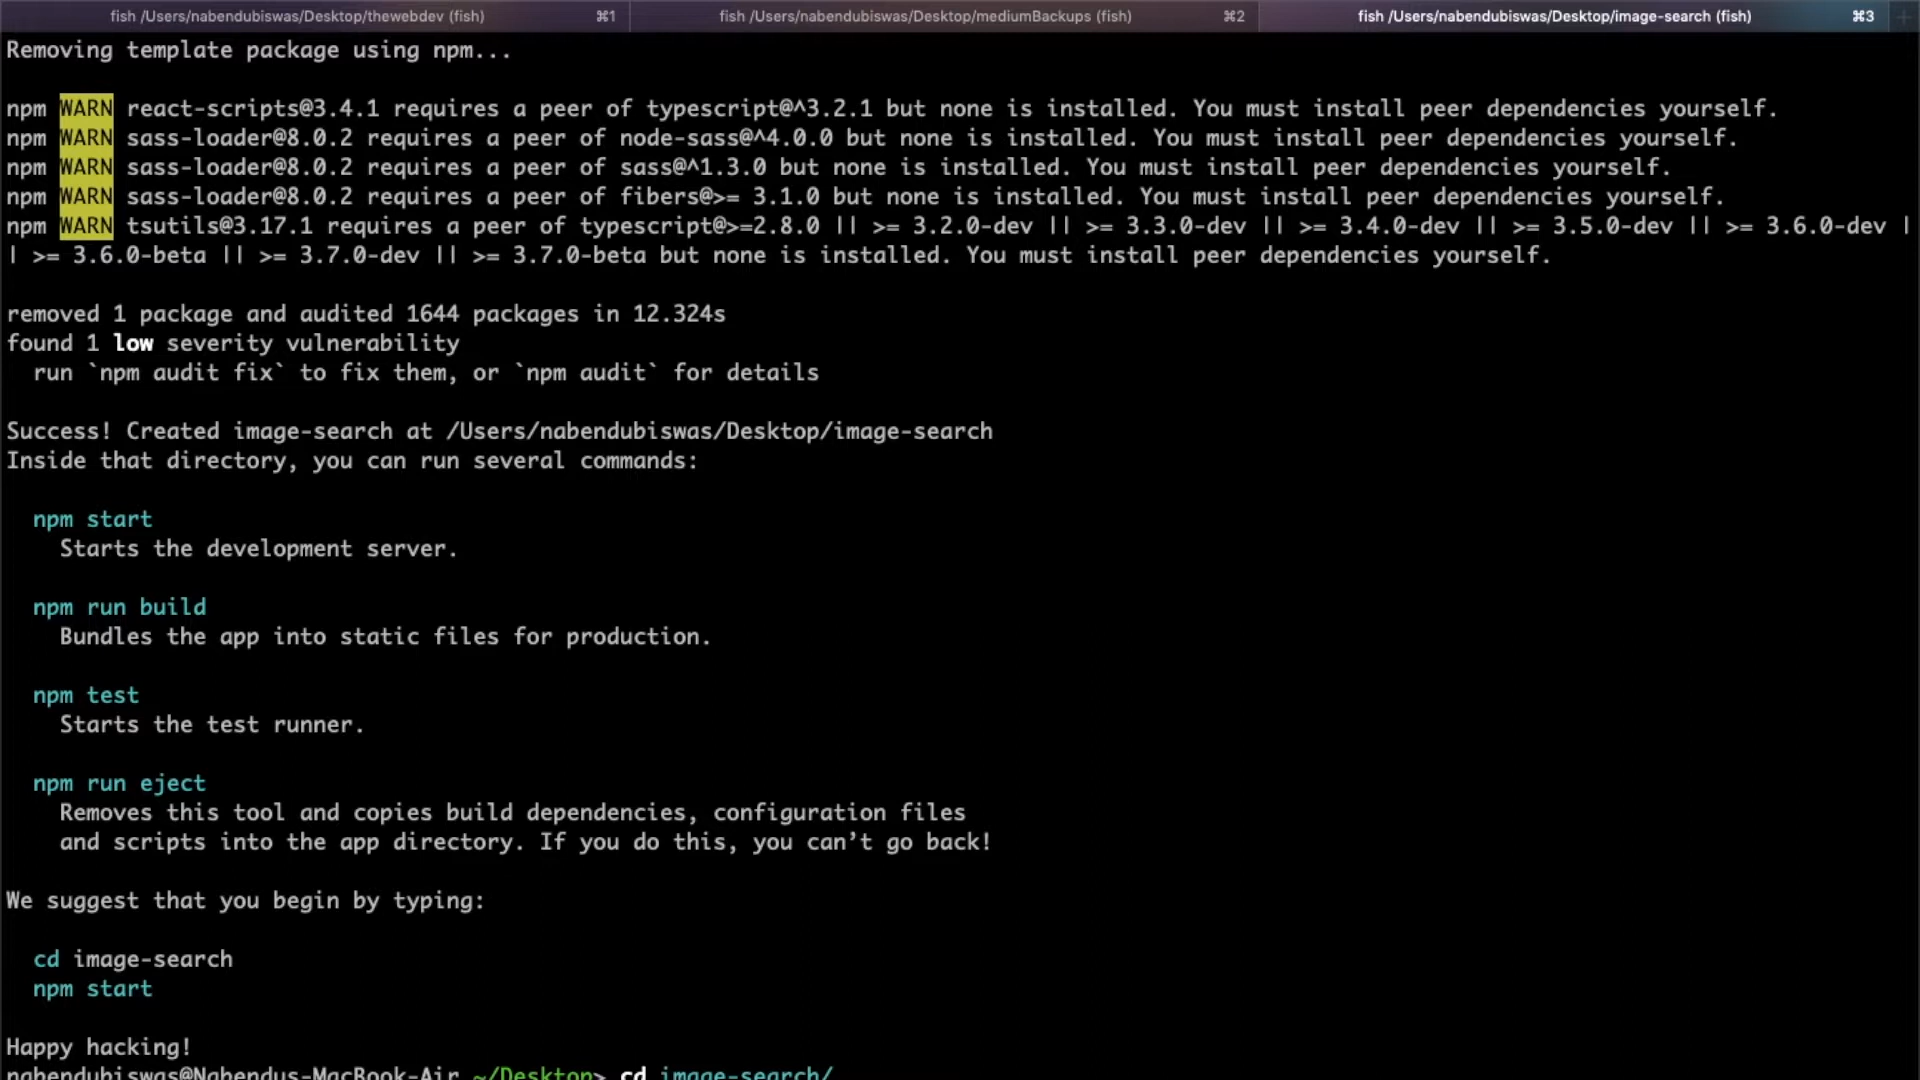 fish /Users/nabendubiswas/Desktop/thewebdev (fish) ⌘1 fish /Users/nabendubiswas/Desktop/mediumBackups (fish) ⌘2 fish /Users/nabendubiswas/Desktop/image-search (fish) ⌘3 +
Removing template package using npm...
npm WARN react-scripts@3.4.1 requires a peer of typescript@^3.2.1 but none is installed. You must install peer dependencies yourself.
npm WARN sass-loader@8.0.2 requires a peer of node-sass@^4.0.0 but none is installed. You must install peer dependencies yourself.
npm WARN sass-loader@8.0.2 requires a peer of sass@^1.3.0 but none is installed. You must install peer dependencies yourself.
npm WARN sass-loader@8.0.2 requires a peer of fibers@>= 3.1.0 but none is installed. You must install peer dependencies yourself.
npm WARN tsutils@3.17.1 requires a peer of typescript@>=2.8.0 || >= 3.2.0-dev || >= 3.3.0-dev || >= 3.4.0-dev || >= 3.5.0-dev || >= 3.6.0-dev |
| >= 3.6.0-beta || >= 3.7.0-dev || >= 3.7.0-beta but none is installed. You must install peer dependencies yourself.
removed 1 package and audited 1644 packages in 12.324s
found 1 low severity vulnerability
run `npm audit fix` to fix them, or `npm audit` for details
Success! Created image-search at /Users/nabendubiswas/Desktop/image-search
Inside that directory, you can run several commands:
npm start
Starts the development server.
npm run build
Bundles the app into static files for production.
npm test
Starts the test runner.
npm run eject
Removes this tool and copies build dependencies, configuration files
and scripts into the app directory. If you do this, you can’t go back!
We suggest that you begin by typing:
cd image-search
npm start
Happy hacking!
nabendubiswas@Nabendus-MacBook-Air ~/Desktop> cd image-search/